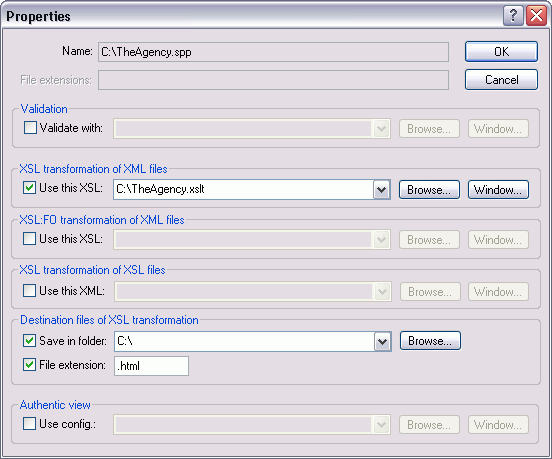 Properties
Name: C:\TheAgency.spp OK
File extensions: Cancel
Validation
Validate with: Browse... Window...
XSL transformation of XML files
Use this XSL: C:\TheAgency.xslt Browse... Window...
XSL:FO transformation of XML files
Use this XSL: Browse... Window...
XSL transformation of XSL files
Use this XML: Browse... Window...
Destination files of XSL transformation
Save in folder: C:\ Browse...
File extension: .html
Authentic view
Use config.: Browse... Window...